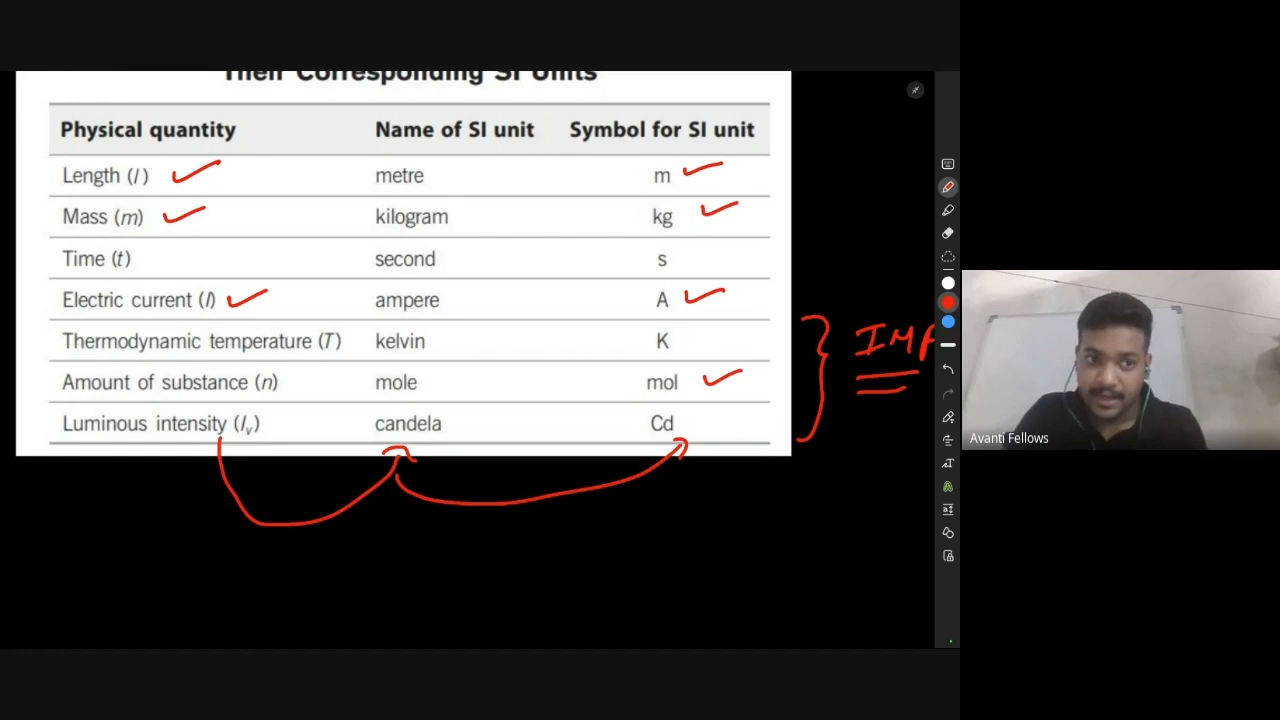 Their Corresponding SI Units
Physical quantity Name of SI unit Symbol for SI unit
Length (l) metre m
Mass (m) kilogram kg
Time (t) second s
Electric current (I) ampere A
Thermodynamic temperature (T) kelvin K
Amount of substance (n) mole mol
Luminous intensity (Iv) candela Cd
IMP
Avanti Fellows